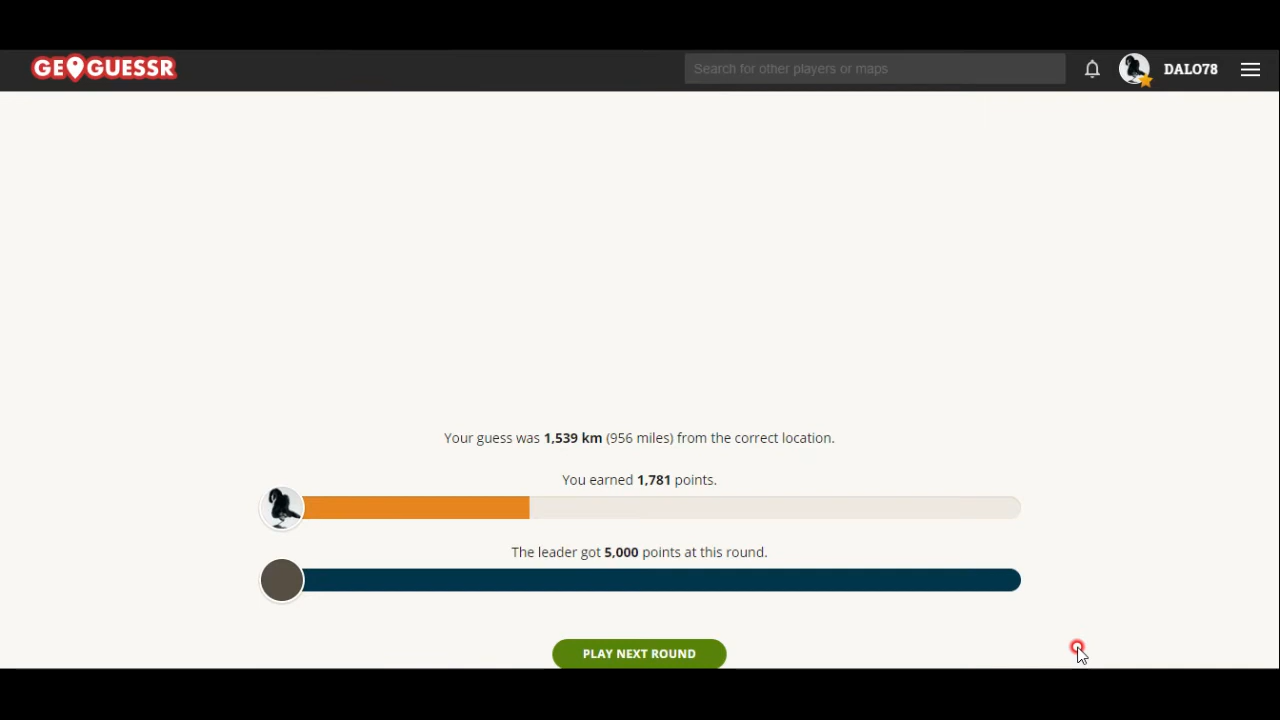 GEOGUESSR
Search for other players or maps
DALO78
Your guess was 1,539 km (956 miles) from the correct location.
You earned 1,781 points.
The leader got 5,000 points at this round.
PLAY NEXT ROUND